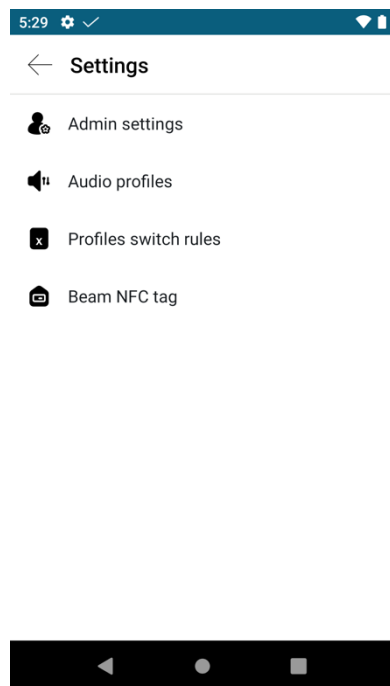 5:29
Settings
Admin settings
Audio profiles
x
Profiles switch rules
Beam NFC tag